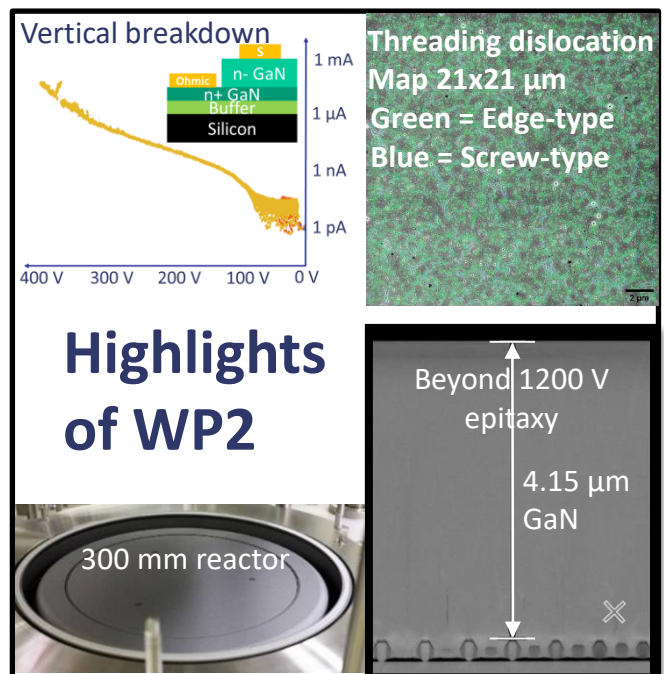 Vertical breakdown
S
n- GaN
Ohmic
n+ GaN
Buffer
Silicon
1 mA
1 µA
1 nA
1 pA
400 V
300 V
200 V
100 V
0 V
Threading dislocation
Map 21x21 µm
Green = Edge-type
Blue = Screw-type
2 µm
Highlights
of WP2
Beyond 1200 V
epitaxy
4.15 µm
GaN
300 mm reactor